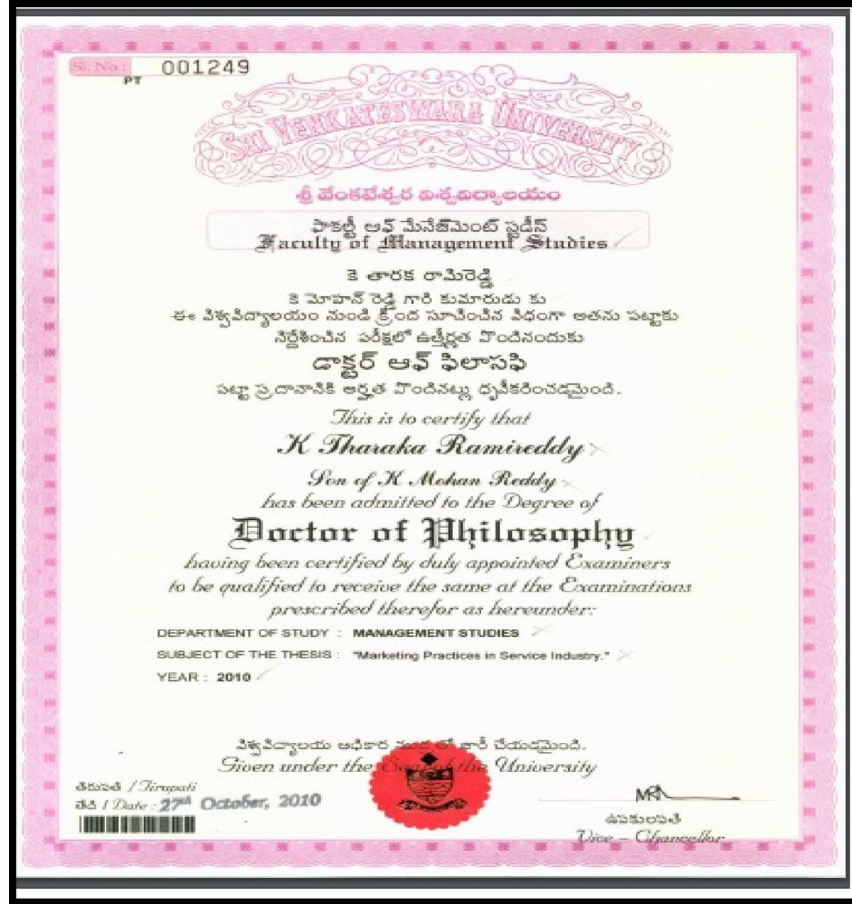 Sl. No.: PT 001249
SRI VENKATESWARA UNIVERSITY
శ్రీ వేంకటేశ్వర విశ్వవిద్యాలయం
ఫాకల్టీ ఆఫ్ మేనేజ్‌మెంట్ స్టడీస్
Faculty of Management Studies
కె తారక రామిరెడ్డి
కె మోహన్ రెడ్డి గారి కుమారుడు కు
ఈ విశ్వవిద్యాలయం నుండి క్రింద సూచించిన విధంగా అతను పట్టాకు
నిర్దేశించిన పరీక్షలో ఉత్తీర్ణత పొందినందుకు
డాక్టర్ ఆఫ్ ఫిలాసఫి
పట్టా ప్రదానానికి అర్హత పొందినట్లు ధృవీకరించడమైంది.
This is to certify that
K Tharaka Ramireddy
Son of K Mohan Reddy
has been admitted to the Degree of
Doctor of Philosophy
having been certified by duly appointed Examiners
to be qualified to receive the same at the Examinations
prescribed therefor as hereunder:
DEPARTMENT OF STUDY : MANAGEMENT STUDIES
SUBJECT OF THE THESIS : "Marketing Practices in Service Industry."
YEAR : 2010
విశ్వవిద్యాలయ అధికార ముద్ర తో జారీ చేయడమైంది.
Given under the Seal of the University
తిరుపతి / Tirupati
తేది / Date : 27th October, 2010
ఉపకులపతి
Vice – Chancellor